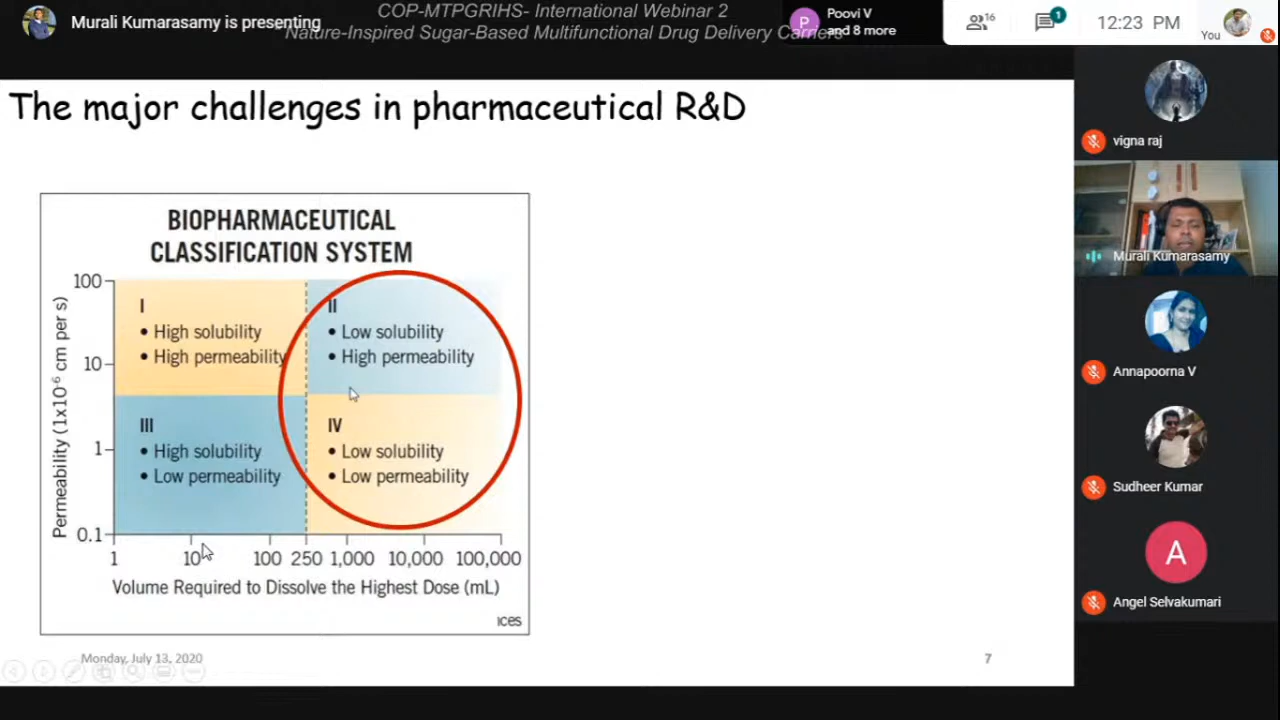 Murali Kumarasamy is presenting
COP-MTPGRIHS- International Webinar 2
"Nature-Inspired Sugar-Based Multifunctional Drug Delivery Carriers"
P
Poovi V
and 8 more
16
1
12:23 PM
You
The major challenges in pharmaceutical R&D
BIOPHARMACEUTICAL
CLASSIFICATION SYSTEM
Permeability (1x10⁻⁶ cm per s)
100
10
1
0.1
I
• High solubility
• High permeability
II
• Low solubility
• High permeability
III
• High solubility
• Low permeability
IV
• Low solubility
• Low permeability
1 10 100 250 1,000 10,000 100,000
Volume Required to Dissolve the Highest Dose (mL)
ices
Monday, July 13, 2020
7
vigna raj
Murali Kumarasamy
Annapoorna V
Sudheer Kumar
A
Angel Selvakumari